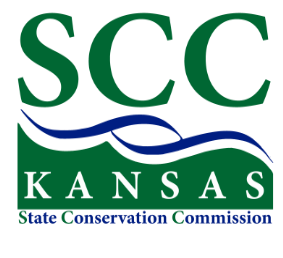 SCC
KANSAS
State Conservation Commission